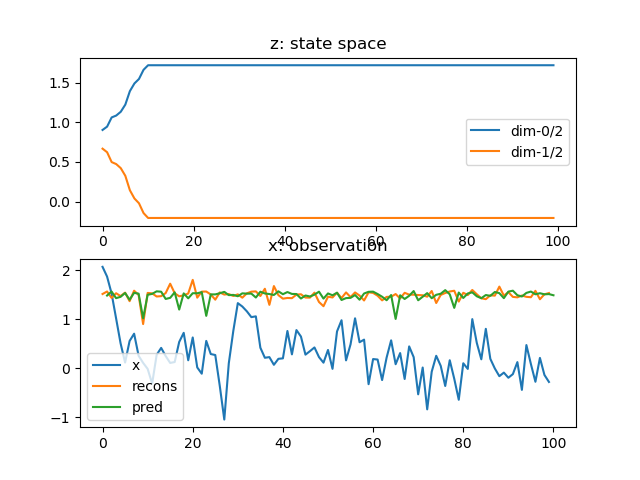 z: state space
1.5
1.0
0.5
0.0
dim-0/2
dim-1/2
0 20 40 60 80 100
x: observation
2
1
0
−1
x
recons
pred
0 20 40 60 80 100